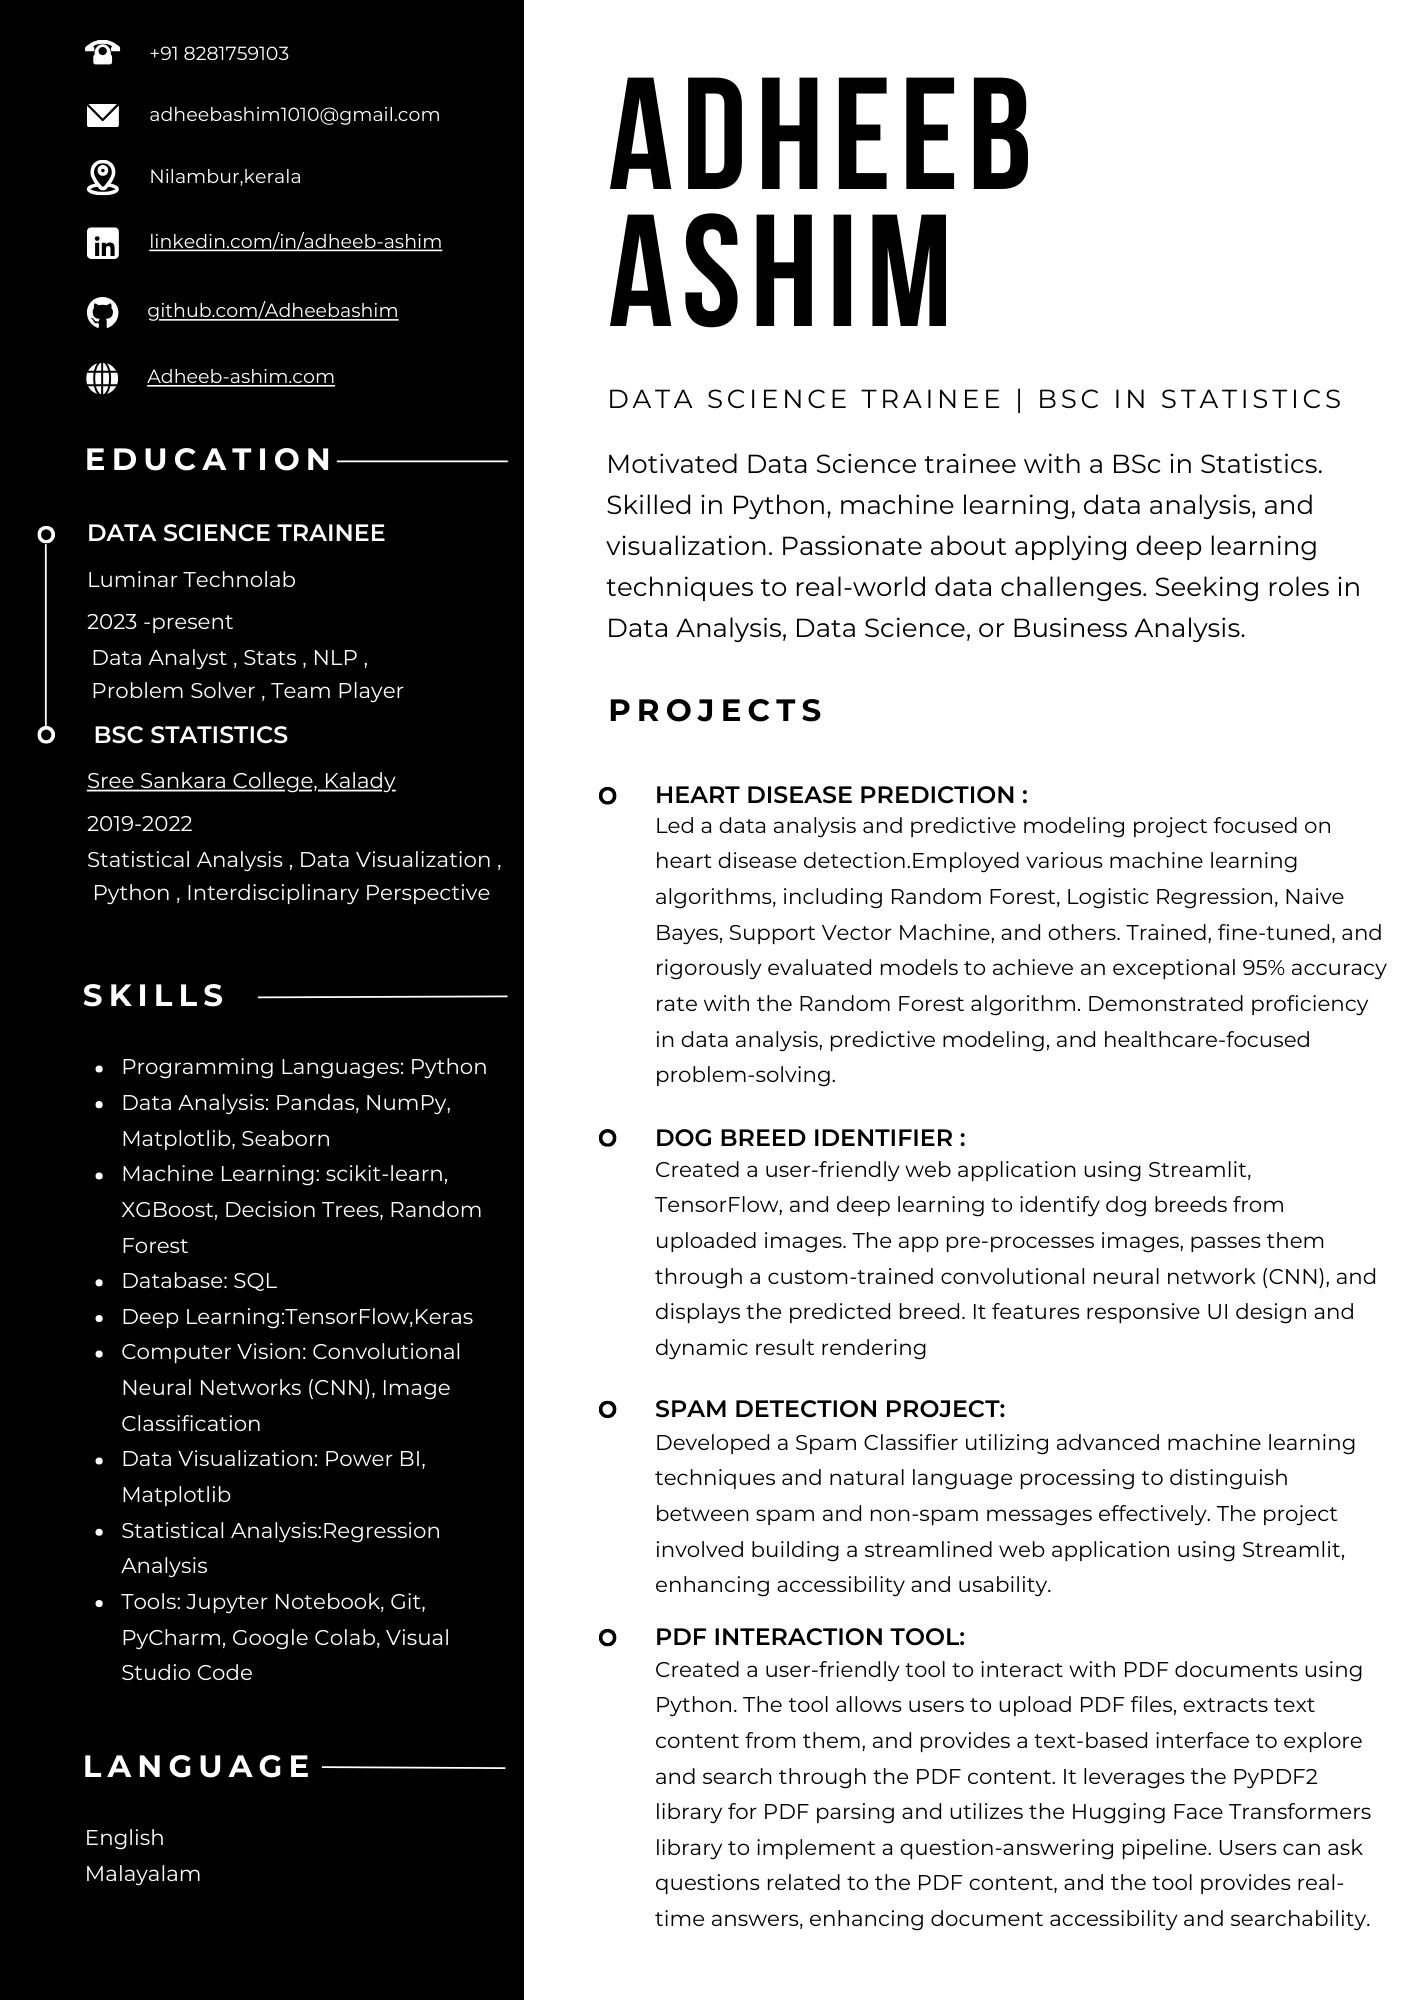 +91 8281759103
adheebashim1010@gmail.com
Nilambur,kerala
linkedin.com/in/adheeb-ashim
github.com/Adheebashim
Adheeb-ashim.com
EDUCATION
DATA SCIENCE TRAINEE
Luminar Technolab
2023 -present
Data Analyst , Stats , NLP ,
Problem Solver , Team Player
BSC STATISTICS
Sree Sankara College, Kalady
2019-2022
Statistical Analysis , Data Visualization ,
Python , Interdisciplinary Perspective
SKILLS
• Programming Languages: Python
• Data Analysis: Pandas, NumPy,
Matplotlib, Seaborn
• Machine Learning: scikit-learn,
XGBoost, Decision Trees, Random
Forest
• Database: SQL
• Deep Learning:TensorFlow,Keras
• Computer Vision: Convolutional
Neural Networks (CNN), Image
Classification
• Data Visualization: Power BI,
Matplotlib
• Statistical Analysis:Regression
Analysis
• Tools: Jupyter Notebook, Git,
PyCharm, Google Colab, Visual
Studio Code
LANGUAGE
English
Malayalam
ADHEEB
ASHIM
DATA SCIENCE TRAINEE | BSC IN STATISTICS
Motivated Data Science trainee with a BSc in Statistics.
Skilled in Python, machine learning, data analysis, and
visualization. Passionate about applying deep learning
techniques to real-world data challenges. Seeking roles in
Data Analysis, Data Science, or Business Analysis.
PROJECTS
HEART DISEASE PREDICTION :
Led a data analysis and predictive modeling project focused on
heart disease detection.Employed various machine learning
algorithms, including Random Forest, Logistic Regression, Naive
Bayes, Support Vector Machine, and others. Trained, fine-tuned, and
rigorously evaluated models to achieve an exceptional 95% accuracy
rate with the Random Forest algorithm. Demonstrated proficiency
in data analysis, predictive modeling, and healthcare-focused
problem-solving.
DOG BREED IDENTIFIER :
Created a user-friendly web application using Streamlit,
TensorFlow, and deep learning to identify dog breeds from
uploaded images. The app pre-processes images, passes them
through a custom-trained convolutional neural network (CNN), and
displays the predicted breed. It features responsive UI design and
dynamic result rendering
SPAM DETECTION PROJECT:
Developed a Spam Classifier utilizing advanced machine learning
techniques and natural language processing to distinguish
between spam and non-spam messages effectively. The project
involved building a streamlined web application using Streamlit,
enhancing accessibility and usability.
PDF INTERACTION TOOL:
Created a user-friendly tool to interact with PDF documents using
Python. The tool allows users to upload PDF files, extracts text
content from them, and provides a text-based interface to explore
and search through the PDF content. It leverages the PyPDF2
library for PDF parsing and utilizes the Hugging Face Transformers
library to implement a question-answering pipeline. Users can ask
questions related to the PDF content, and the tool provides real-
time answers, enhancing document accessibility and searchability.